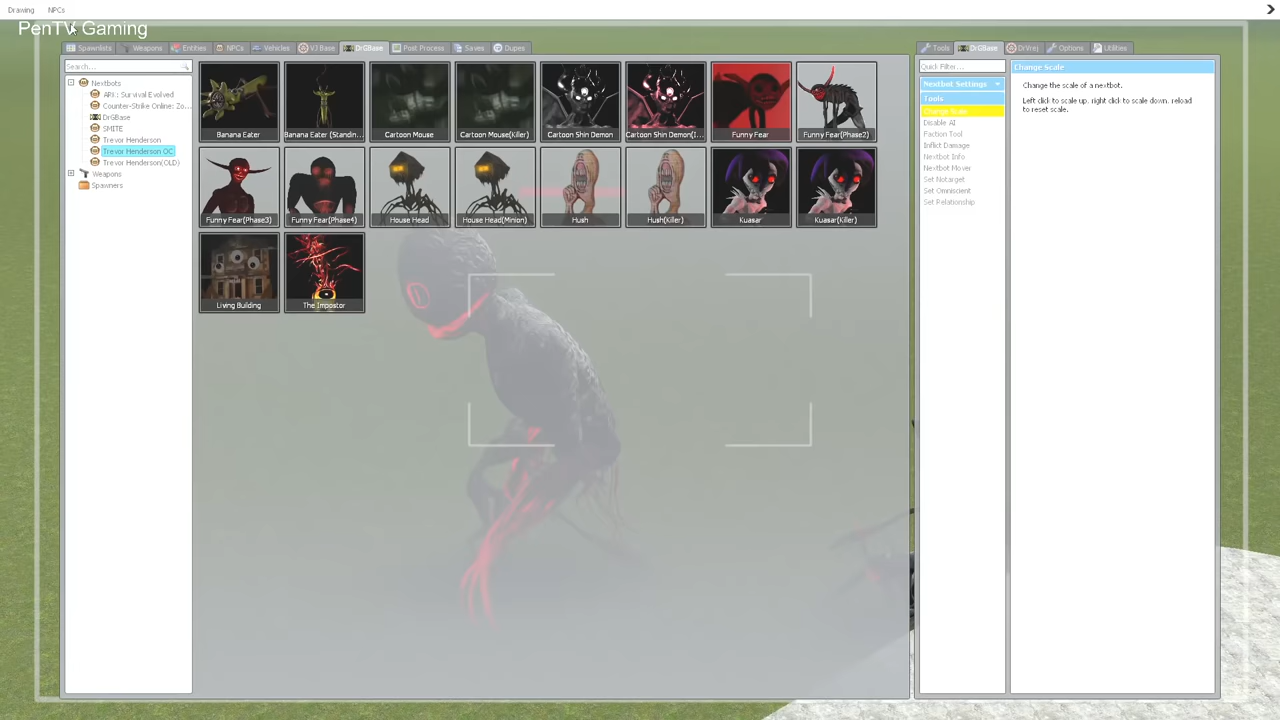 Drawing NPCs
PenTV Gaming
Spawnlists Weapons Entities NPCs Vehicles VJ Base DrGBase Post Process Saves Dupes
Tools DrGBase DrVrej Options Utilities
Search...
Nextbots
ARK: Survival Evolved
Counter-Strike Online: Zo...
DrGBase
SMITE
Trevor Henderson
Trevor Henderson OC
Trevor Henderson(OLD)
Weapons
Spawners
Banana Eater
Banana Eater (Standin...
Cartoon Mouse
Cartoon Mouse(Killer)
Cartoon Shin Demon
Cartoon Shin Demon(I...
Funny Fear
Funny Fear(Phase2)
Funny Fear(Phase3)
Funny Fear(Phase4)
House Head
House Head(Minion)
Hush
Hush(Killer)
Kuasar
Kuasar(Killer)
Living Building
The Impostor
Quick Filter...
Nextbot Settings
Tools
Change Scale
Disable AI
Faction Tool
Inflict Damage
Nextbot Info
Nextbot Mover
Set Notarget
Set Omniscient
Set Relationship
Change Scale
Change the scale of a nextbot.
Left click to scale up, right click to scale down, reload
to reset scale.